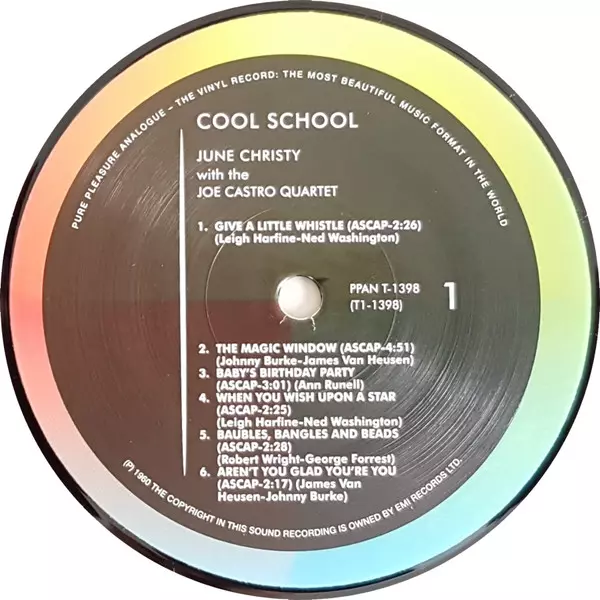 PURE PLEASURE ANALOGUE – THE VINYL RECORD: THE MOST BEAUTIFUL MUSIC FORMAT IN THE WORLD
COOL SCHOOL
JUNE CHRISTY
with the
JOE CASTRO QUARTET
1. GIVE A LITTLE WHISTLE (ASCAP-2:26)
(Leigh Harfine-Ned Washington)
PPAN T-1398
(T1-1398)
1
2. THE MAGIC WINDOW (ASCAP-4:51)
(Johnny Burke-James Van Heusen)
3. BABY'S BIRTHDAY PARTY
(ASCAP-3:01) (Ann Runell)
4. WHEN YOU WISH UPON A STAR
(ASCAP-2:25)
(Leigh Harfine-Ned Washington)
5. BAUBLES, BANGLES AND BEADS
(ASCAP-2:28)
(Robert Wright-George Forrest)
6. AREN'T YOU GLAD YOU'RE YOU
(ASCAP-2:17) (James Van
Heusen-Johnny Burke)
(P) 1960 THE COPYRIGHT IN THIS SOUND RECORDING IS OWNED BY EMI RECORDS LTD.